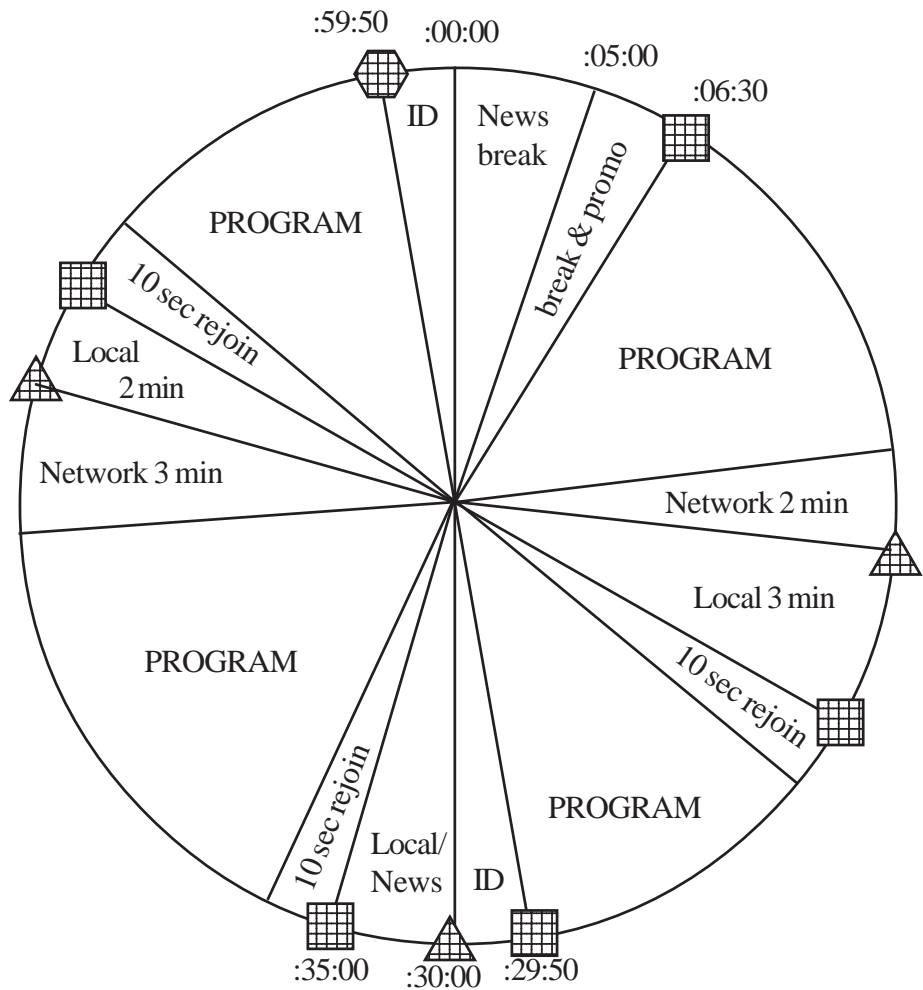 :59:50
:00:00
:05:00
:06:30
ID
News
break
break & promo
PROGRAM
PROGRAM
10 sec rejoin
Local
2 min
Network 3 min
Network 2 min
Local 3 min
10 sec rejoin
PROGRAM
PROGRAM
10 sec rejoin
Local/
News
ID
:35:00
:30:00
:29:50